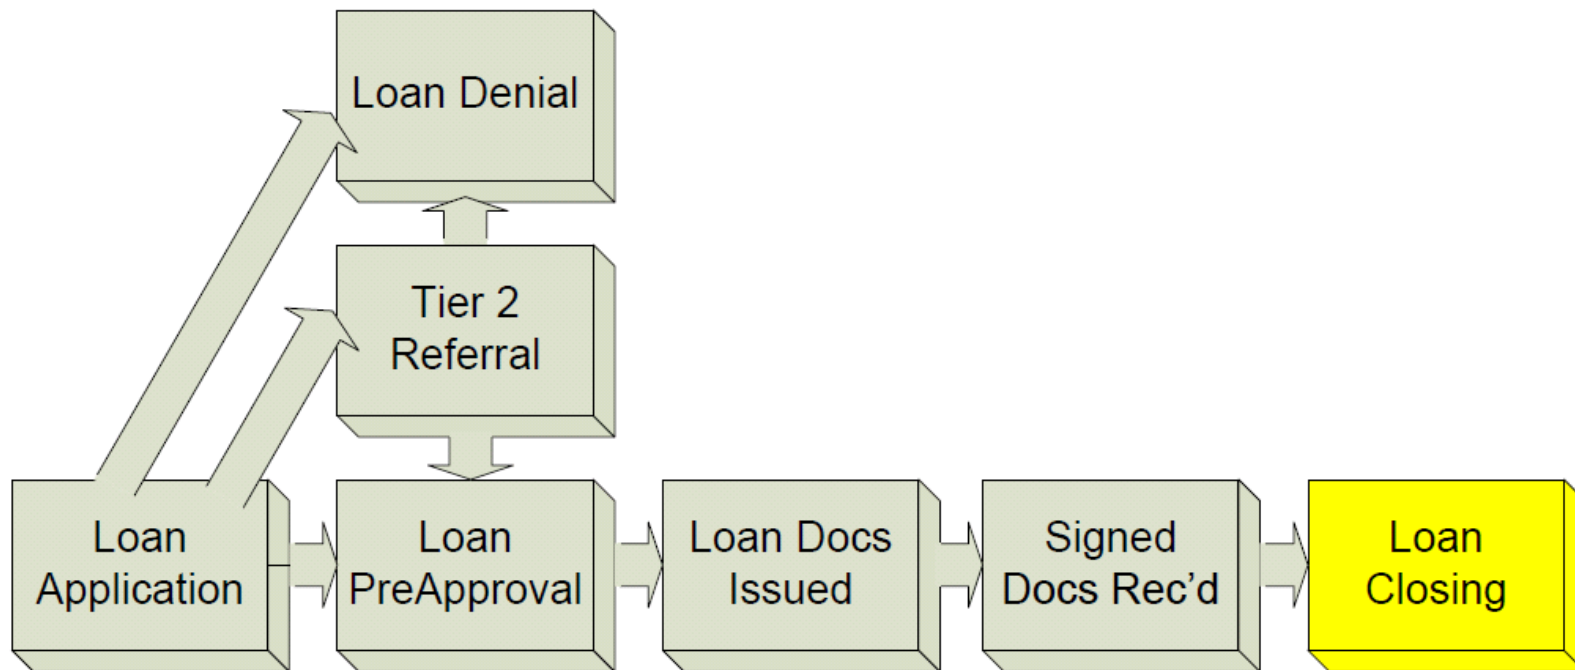 Loan Denial
Tier 2
Referral
Loan
Application
Loan
PreApproval
Loan Docs
Issued
Signed
Docs Rec’d
Loan
Closing